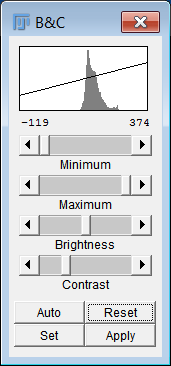 B&C
-119 374
Minimum
Maximum
Brightness
Contrast
Auto Reset
Set Apply